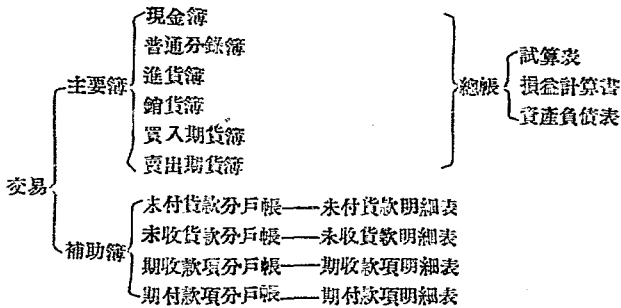 現金簿
普通分錄簿
主要簿
進貨簿
銷貨簿
買入期貨簿
賣出期貨簿
總帳
試算表
損益計算書
資產負債表
交易
補助簿
未付貨款分戶帳——未付貨款明細表
未收貨款分戶帳——未收貨款明細表
期收款項分戶帳——期收款項明細表
期付款項分戶帳——期付款項明細表